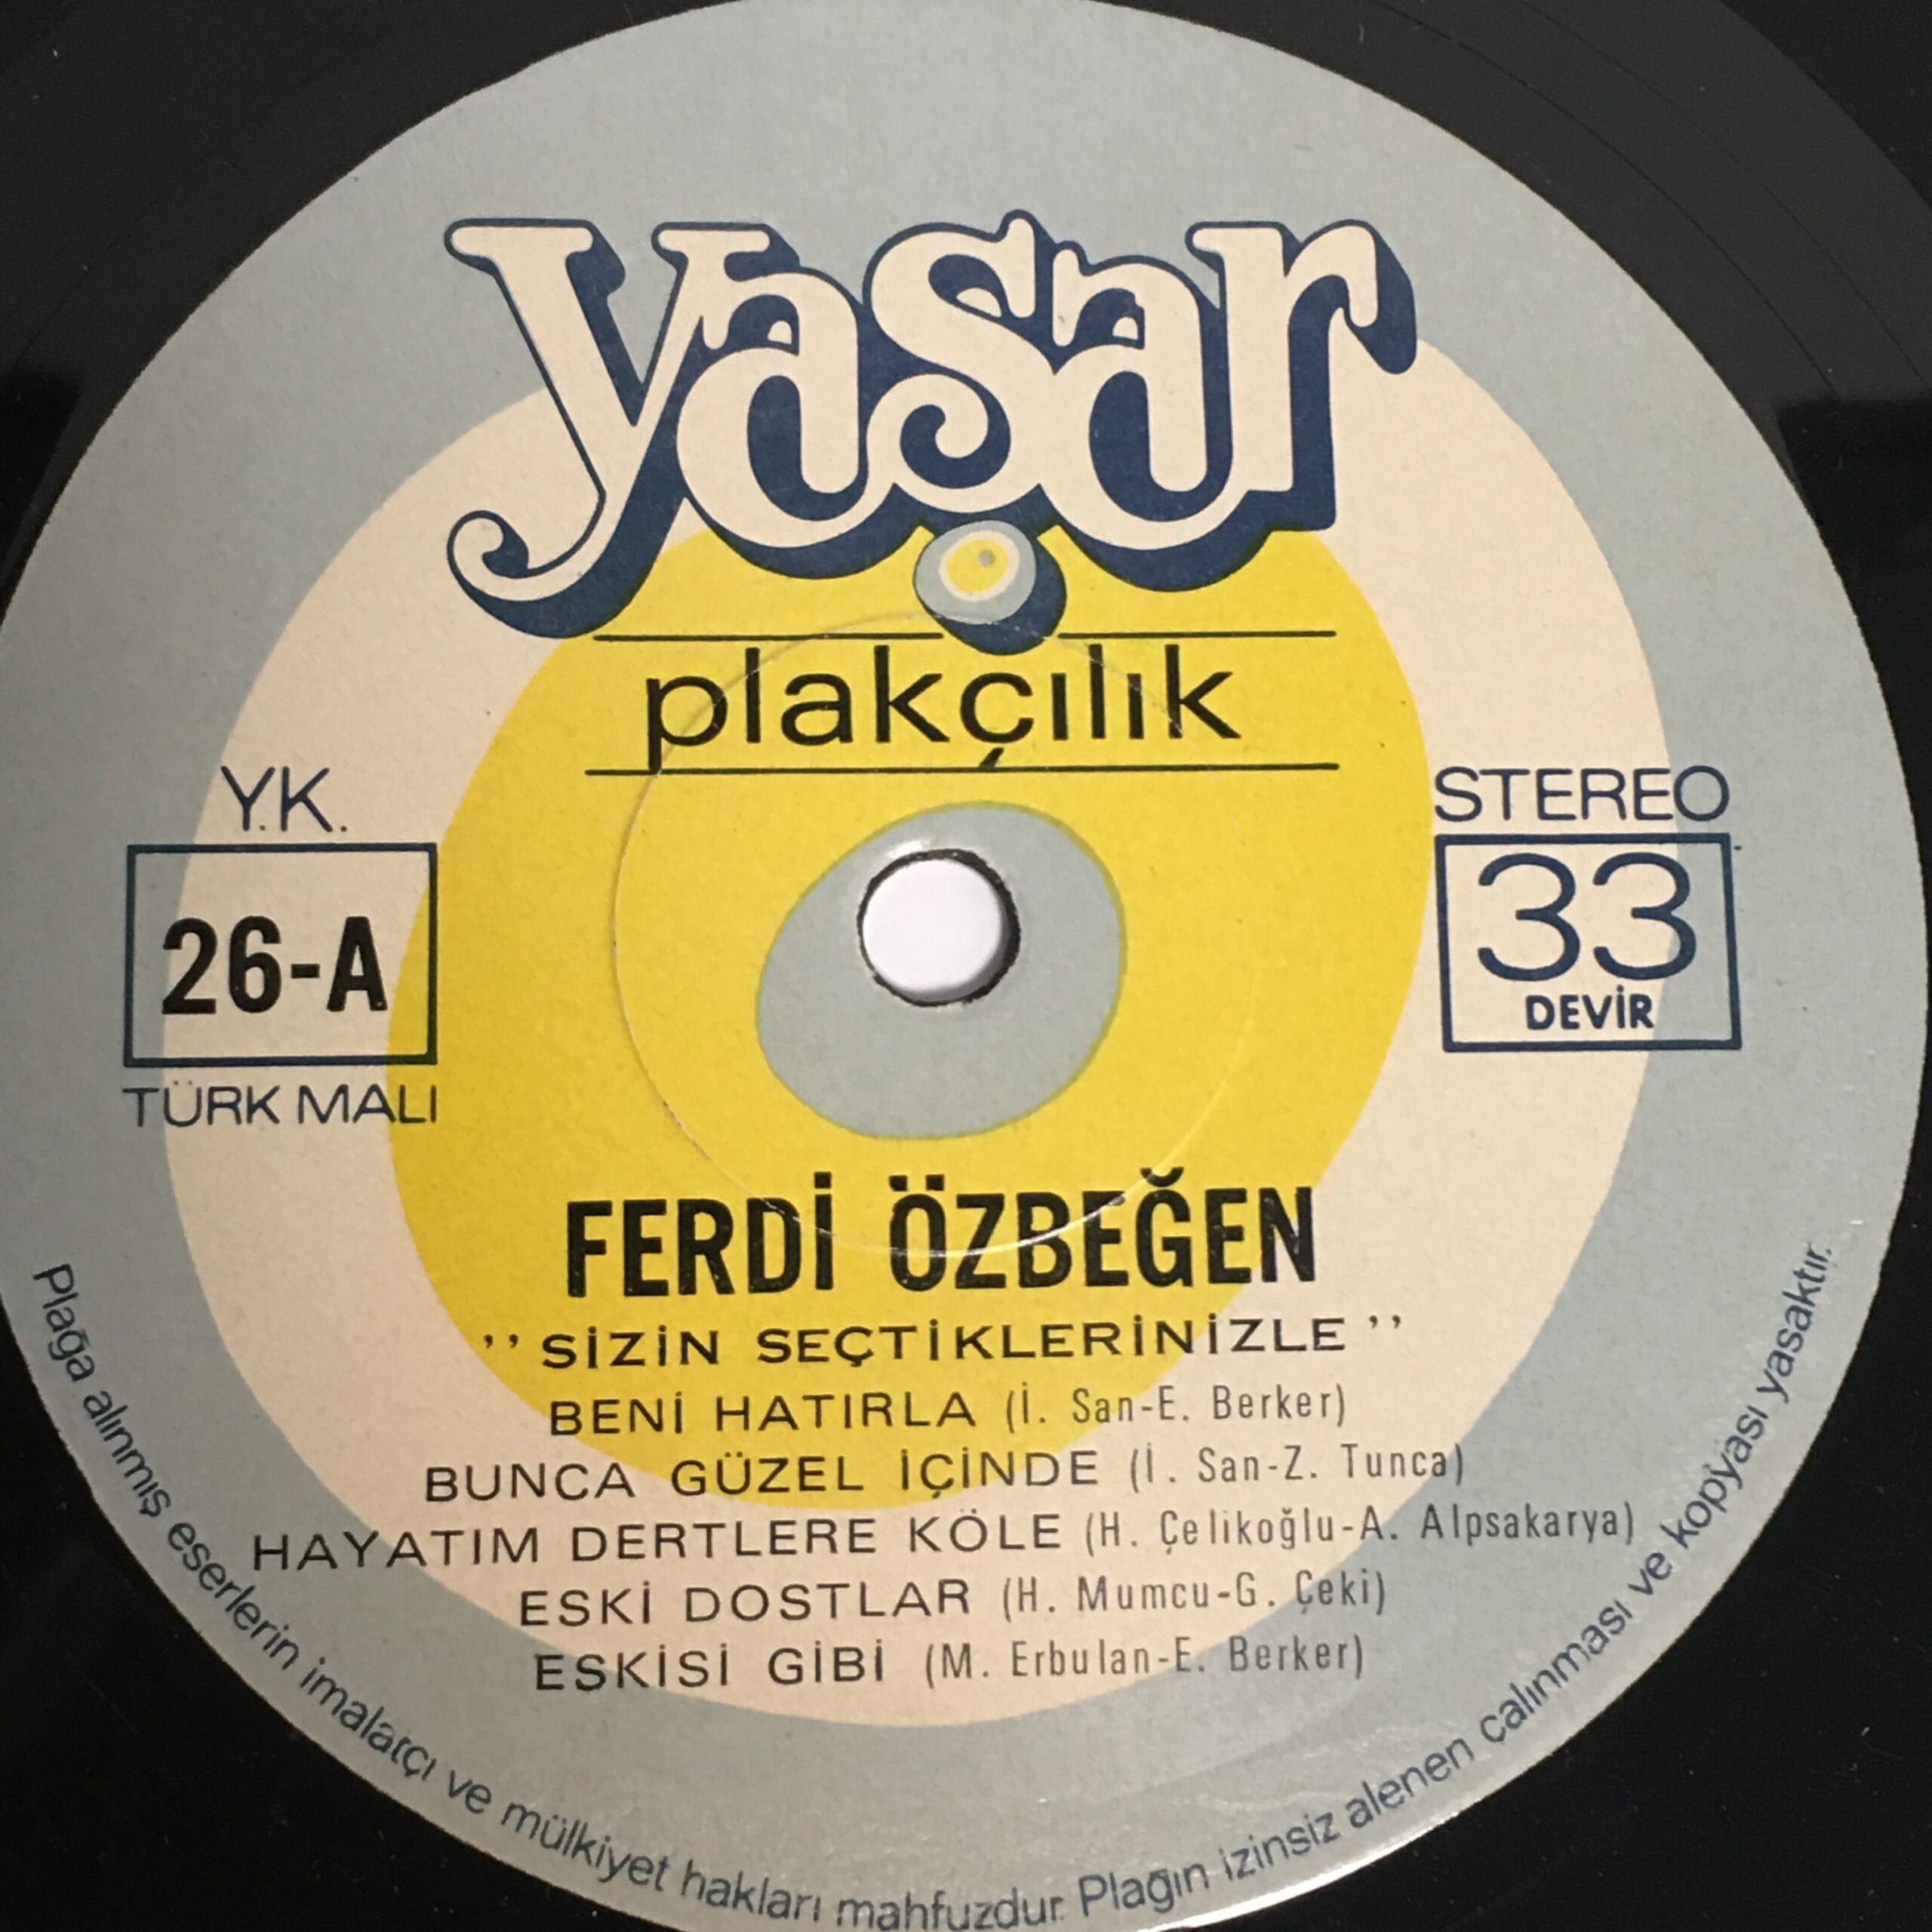 Yaşar
plakçılık
Y.K.
26-A
TÜRK MALI
STEREO
33
DEVİR
FERDİ ÖZBEĞEN
’’SİZİN SEÇTİKLERİNİZLE’’
BENİ HATIRLA (İ. San-E. Berker)
BUNCA GÜZEL İÇİNDE (İ. San-Z. Tunca)
HAYATIM DERTLERE KÖLE (H. Çelikoğlu-A. Alpsakarya)
ESKİ DOSTLAR (H. Mumcu-G. Çeki)
ESKİSİ GİBİ (M. Erbulan-E. Berker)
Plağa alınmış eserlerin imalatçı ve mülkiyet hakları mahfuzdur. Plağın izinsiz alenen çalınması ve kopyası yasaktır.